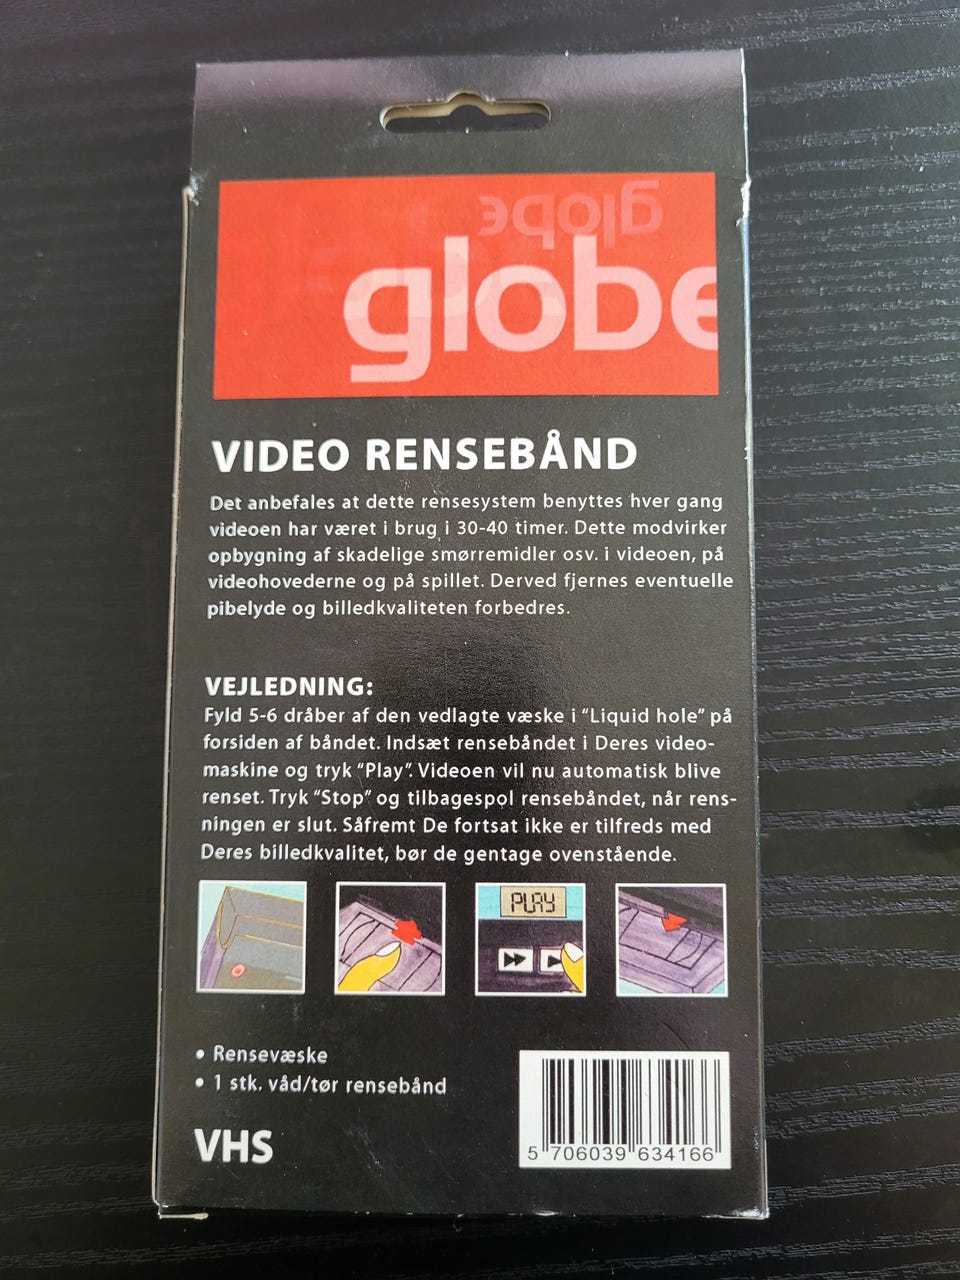 globe
globe
VIDEO RENSEBÅND
Det anbefales at dette rensesystem benyttes hver gang
videoen har været i brug i 30-40 timer. Dette modvirker
opbygning af skadelige smørremidler osv. i videoen, på
videohovederne og på spillet. Derved fjernes eventuelle
pibelyde og billedkvaliteten forbedres.
VEJLEDNING:
Fyld 5-6 dråber af den vedlagte væske i “Liquid hole” på
forsiden af båndet. Indsæt rensebåndet i Deres video-
maskine og tryk “Play”. Videoen vil nu automatisk blive
renset. Tryk “Stop” og tilbagespol rensebåndet, når rens-
ningen er slut. Såfremt De fortsat ikke er tilfreds med
Deres billedkvalitet, bør de gentage ovenstående.
PLAY
• Rensevæske
• 1 stk. våd/tør rensebånd
VHS
5 706039 634166